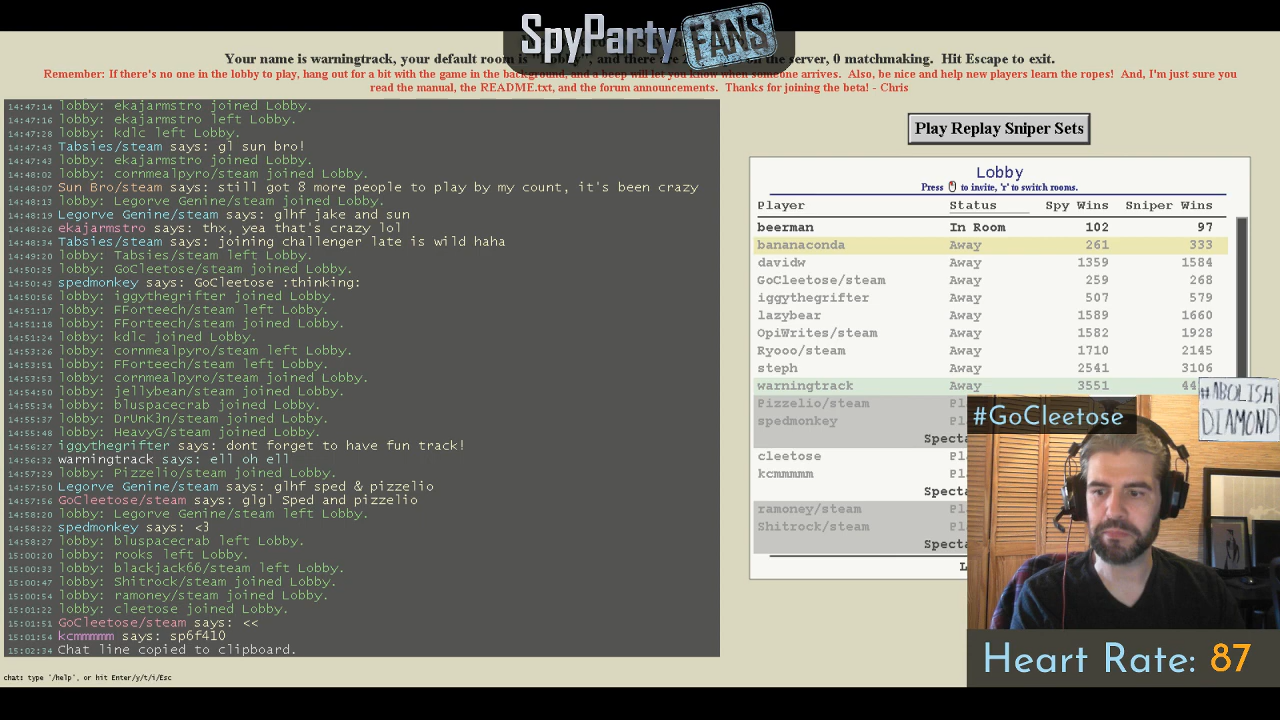 SpyParty FANS
Your name is warningtrack, your default room is "Lobby", and there are on the server, 0 matchmaking. Hit Escape to exit.
Remember: If there's no one in the lobby to play, hang out for a bit with the game in the background, and a beep will let you know when someone arrives. Also, be nice and help new players learn the ropes! And, I'm just sure you
read the manual, the README.txt, and the forum announcements. Thanks for joining the beta! - Chris
14:47:14 lobby: ekajarmstro joined Lobby.
14:47:16 lobby: ekajarmstro left Lobby.
14:47:28 lobby: kdlc left Lobby.
14:47:43 Tabsies/steam says: gl sun bro!
14:47:43 lobby: ekajarmstro joined Lobby.
14:48:02 lobby: cornmealpyro/steam joined Lobby.
14:48:07 Sun Bro/steam says: still got 8 more people to play by my count, it's been crazy
14:48:13 lobby: Legorve Genine/steam joined Lobby.
14:48:19 Legorve Genine/steam says: glhf jake and sun
14:48:26 ekajarmstro says: thx, yea that's crazy lol
14:48:34 Tabsies/steam says: joining challenger late is wild haha
14:49:20 lobby: Tabsies/steam left Lobby.
14:50:25 lobby: GoCleetose/steam joined Lobby.
14:50:43 spedmonkey says: GoCleetose :thinking:
14:50:56 lobby: iggythegrifter joined Lobby.
14:51:17 lobby: FForteech/steam left Lobby.
14:51:18 lobby: FForteech/steam joined Lobby.
14:51:24 lobby: kdlc joined Lobby.
14:53:26 lobby: cornmealpyro/steam left Lobby.
14:53:51 lobby: FForteech/steam left Lobby.
14:53:53 lobby: cornmealpyro/steam joined Lobby.
14:54:50 lobby: jellybean/steam left Lobby.
14:55:34 lobby: bluspacecrab left Lobby.
14:55:37 lobby: DrUnK3n/steam left Lobby.
14:55:48 lobby: HeavyG/steam left Lobby.
14:56:27 iggythegrifter says: dont forget to have fun track!
14:56:32 warningtrack says: ell oh ell
14:57:29 lobby: Pizzelio/steam joined Lobby.
14:57:50 Legorve Genine/steam says: glhf sped & pizzelio
14:57:56 GoCleetose/steam says: glgl Sped and pizzelio
14:58:20 lobby: Legorve Genine/steam left Lobby.
14:58:22 spedmonkey says: <3
14:58:27 lobby: bluspacecrab left Lobby.
15:00:20 lobby: rooks left Lobby.
15:00:33 lobby: blackjack66/steam left Lobby.
15:00:47 lobby: Shitrock/steam joined Lobby.
15:00:54 lobby: ramoney/steam joined Lobby.
15:01:22 lobby: cleetose joined Lobby.
15:01:51 GoCleetose/steam says: <<
15:01:54 kcmmmmm says: sp6f4l0
15:02:34 Chat line copied to clipboard.
chat: type '/help', or hit Enter/y/t/i/Esc
Play Replay Sniper Sets
Lobby
Press to invite, 'r' to switch rooms.
Player Status Spy Wins Sniper Wins
beerman In Room 102 97
bananaconda Away 261 333
davidw Away 1359 1584
GoCleetose/steam Away 259 268
iggythegrifter Away 507 579
lazybear Away 1589 1660
OpiWrites/steam Away 1582 1928
Ryooo/steam Away 1710 2145
steph Away 2541 3106
warningtrack Away 3551 44
Pizzelio/steam Pl
spedmonkey Pl
Specta
cleetose Pl
kcmmmmm Pl
Specta
ramoney/steam Pl
Shitrock/steam Pl
Specta
L
#ABOLISH
DIAMOND
#GoCleetose
Heart Rate: 87